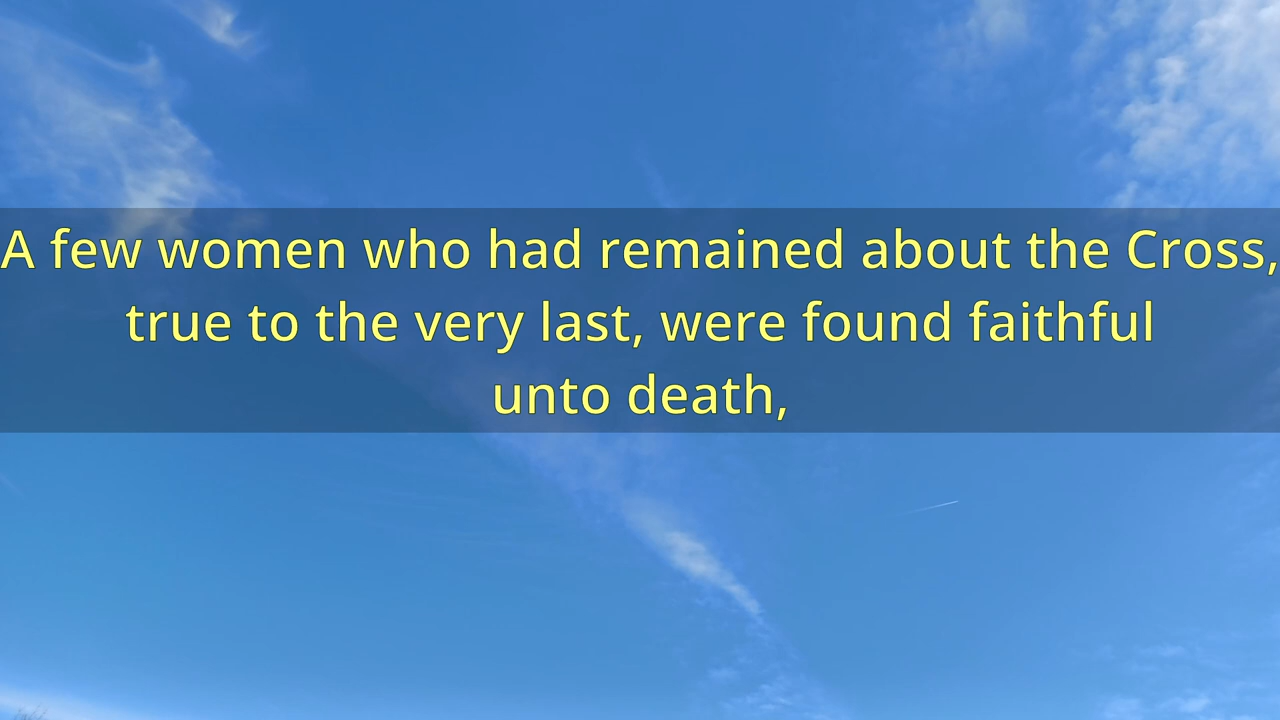 A few women who had remained about the Cross,
true to the very last, were found faithful
unto death,